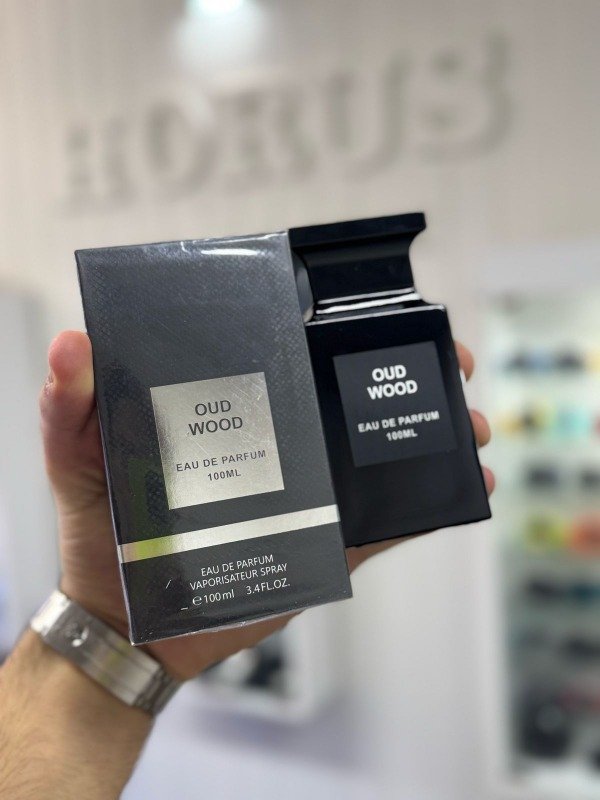 HORUS
OUD
WOOD
EAU DE PARFUM
100ML
EAU DE PARFUM
VAPORISATEUR SPRAY
℮100ml 3.4FL.OZ.
OUD
WOOD
EAU DE PARFUM
100ML